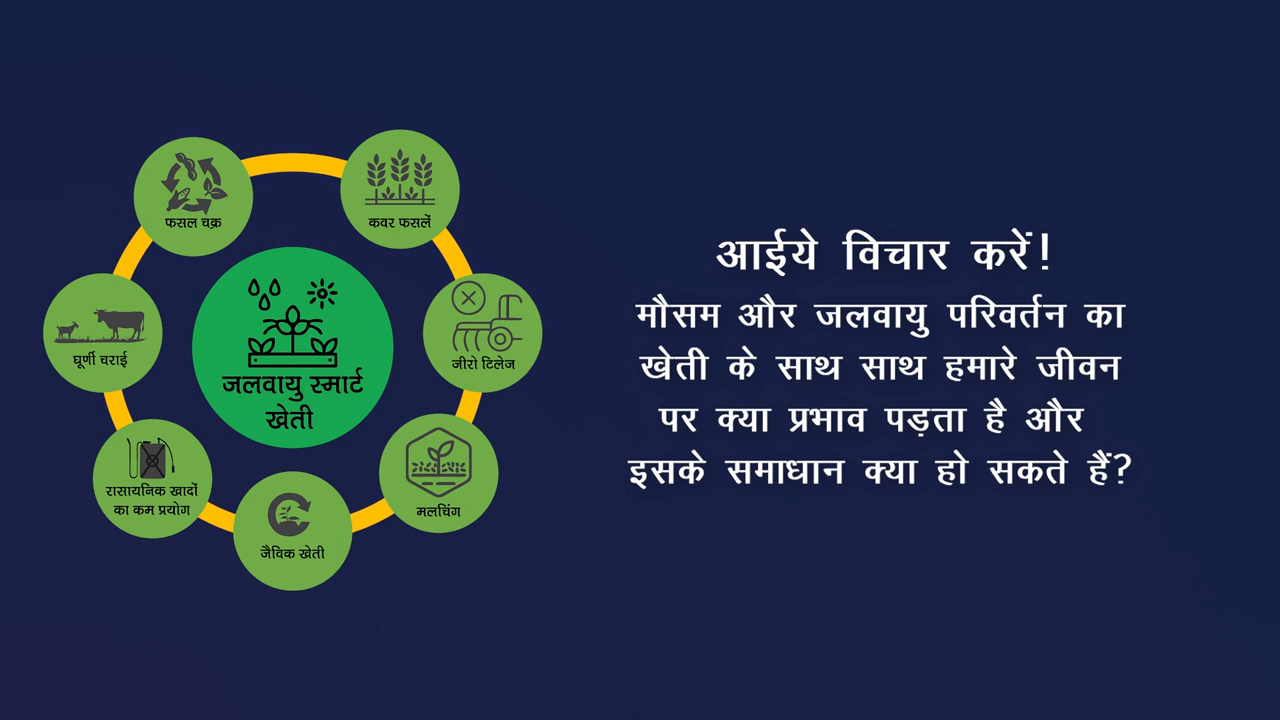 फसल चक्र
कवर फसलें
घूर्णी चराई
जीरो टिलेज
जलवायु स्मार्ट
खेती
रासायनिक खादों
का कम प्रयोग
मलचिंग
जैविक खेती
आईये विचार करें!
मौसम और जलवायु परिवर्तन का
खेती के साथ साथ हमारे जीवन
पर क्या प्रभाव पड़ता है और
इसके समाधान क्या हो सकते हैं?